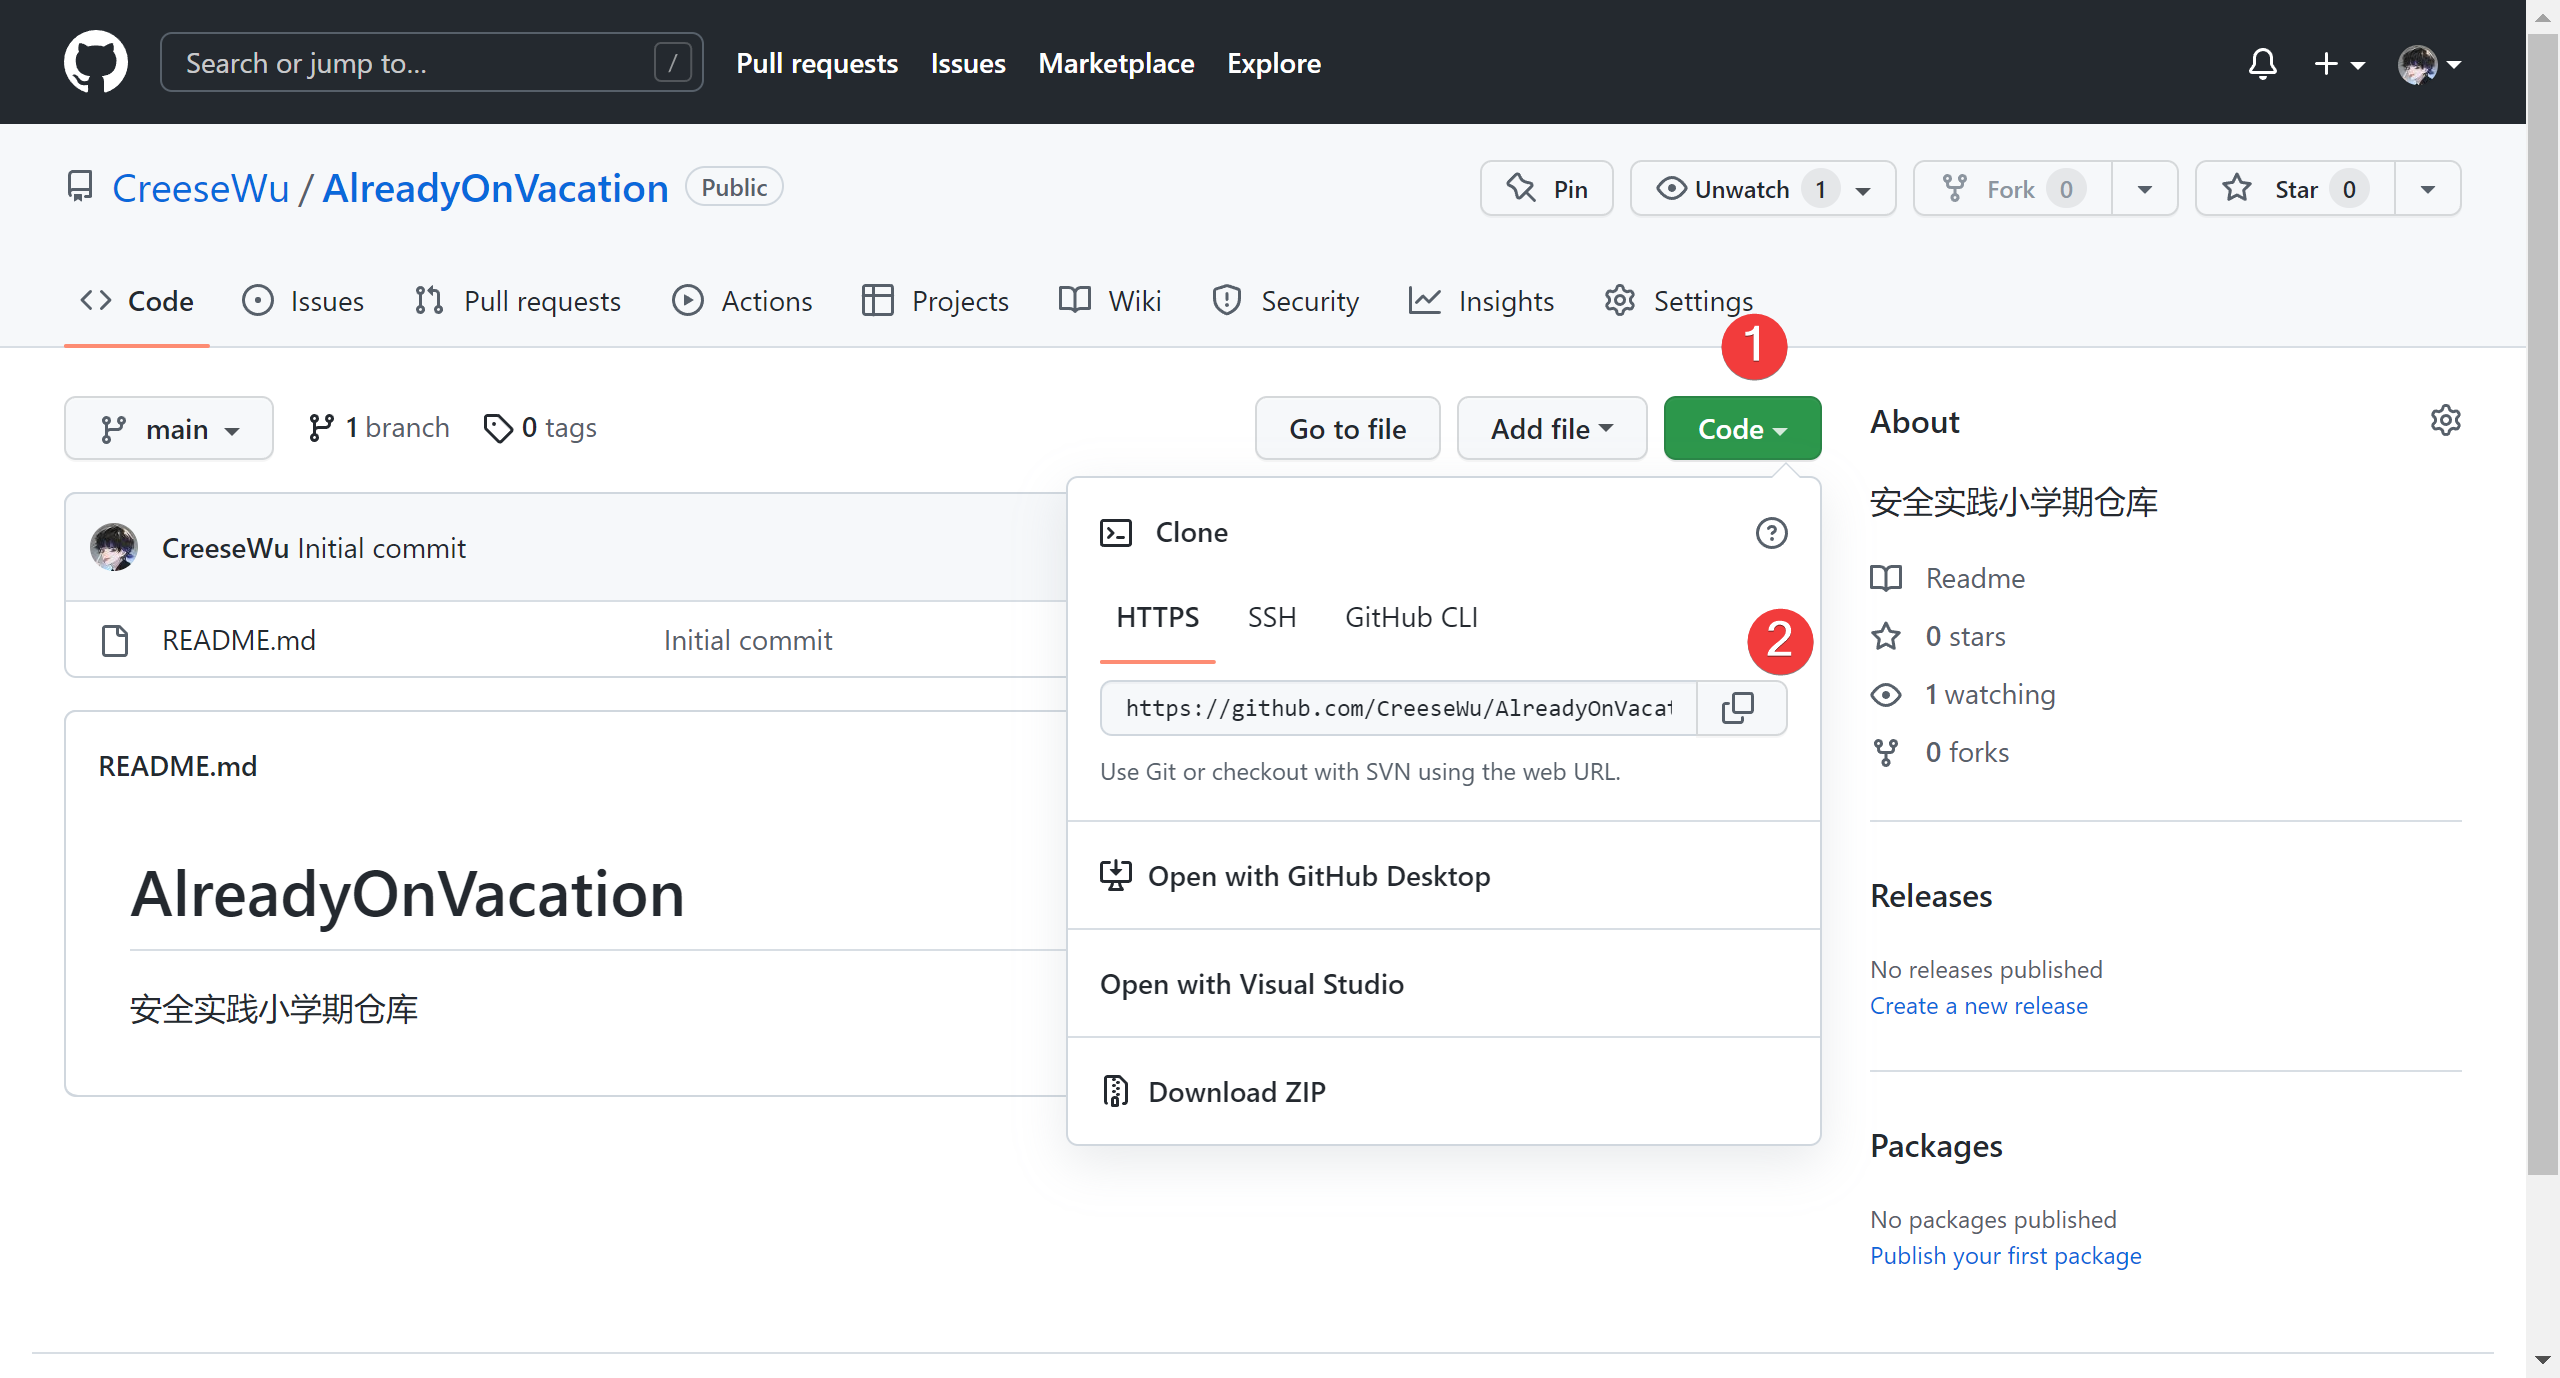 Search or jump to... /
Pull requests Issues Marketplace Explore
CreeseWu / AlreadyOnVacation Public
Pin Unwatch 1 Fork 0 Star 0
Code Issues Pull requests Actions Projects Wiki Security Insights Settings
1
main 1 branch 0 tags Go to file Add file Code
CreeseWu Initial commit
README.md Initial commit
README.md
AlreadyOnVacation
安全实践小学期仓库
Clone
HTTPS SSH GitHub CLI
2
https://github.com/CreeseWu/AlreadyOnVacat
Use Git or checkout with SVN using the web URL.
Open with GitHub Desktop
Open with Visual Studio
Download ZIP
About
安全实践小学期仓库
Readme
0 stars
1 watching
0 forks
Releases
No releases published
Create a new release
Packages
No packages published
Publish your first package